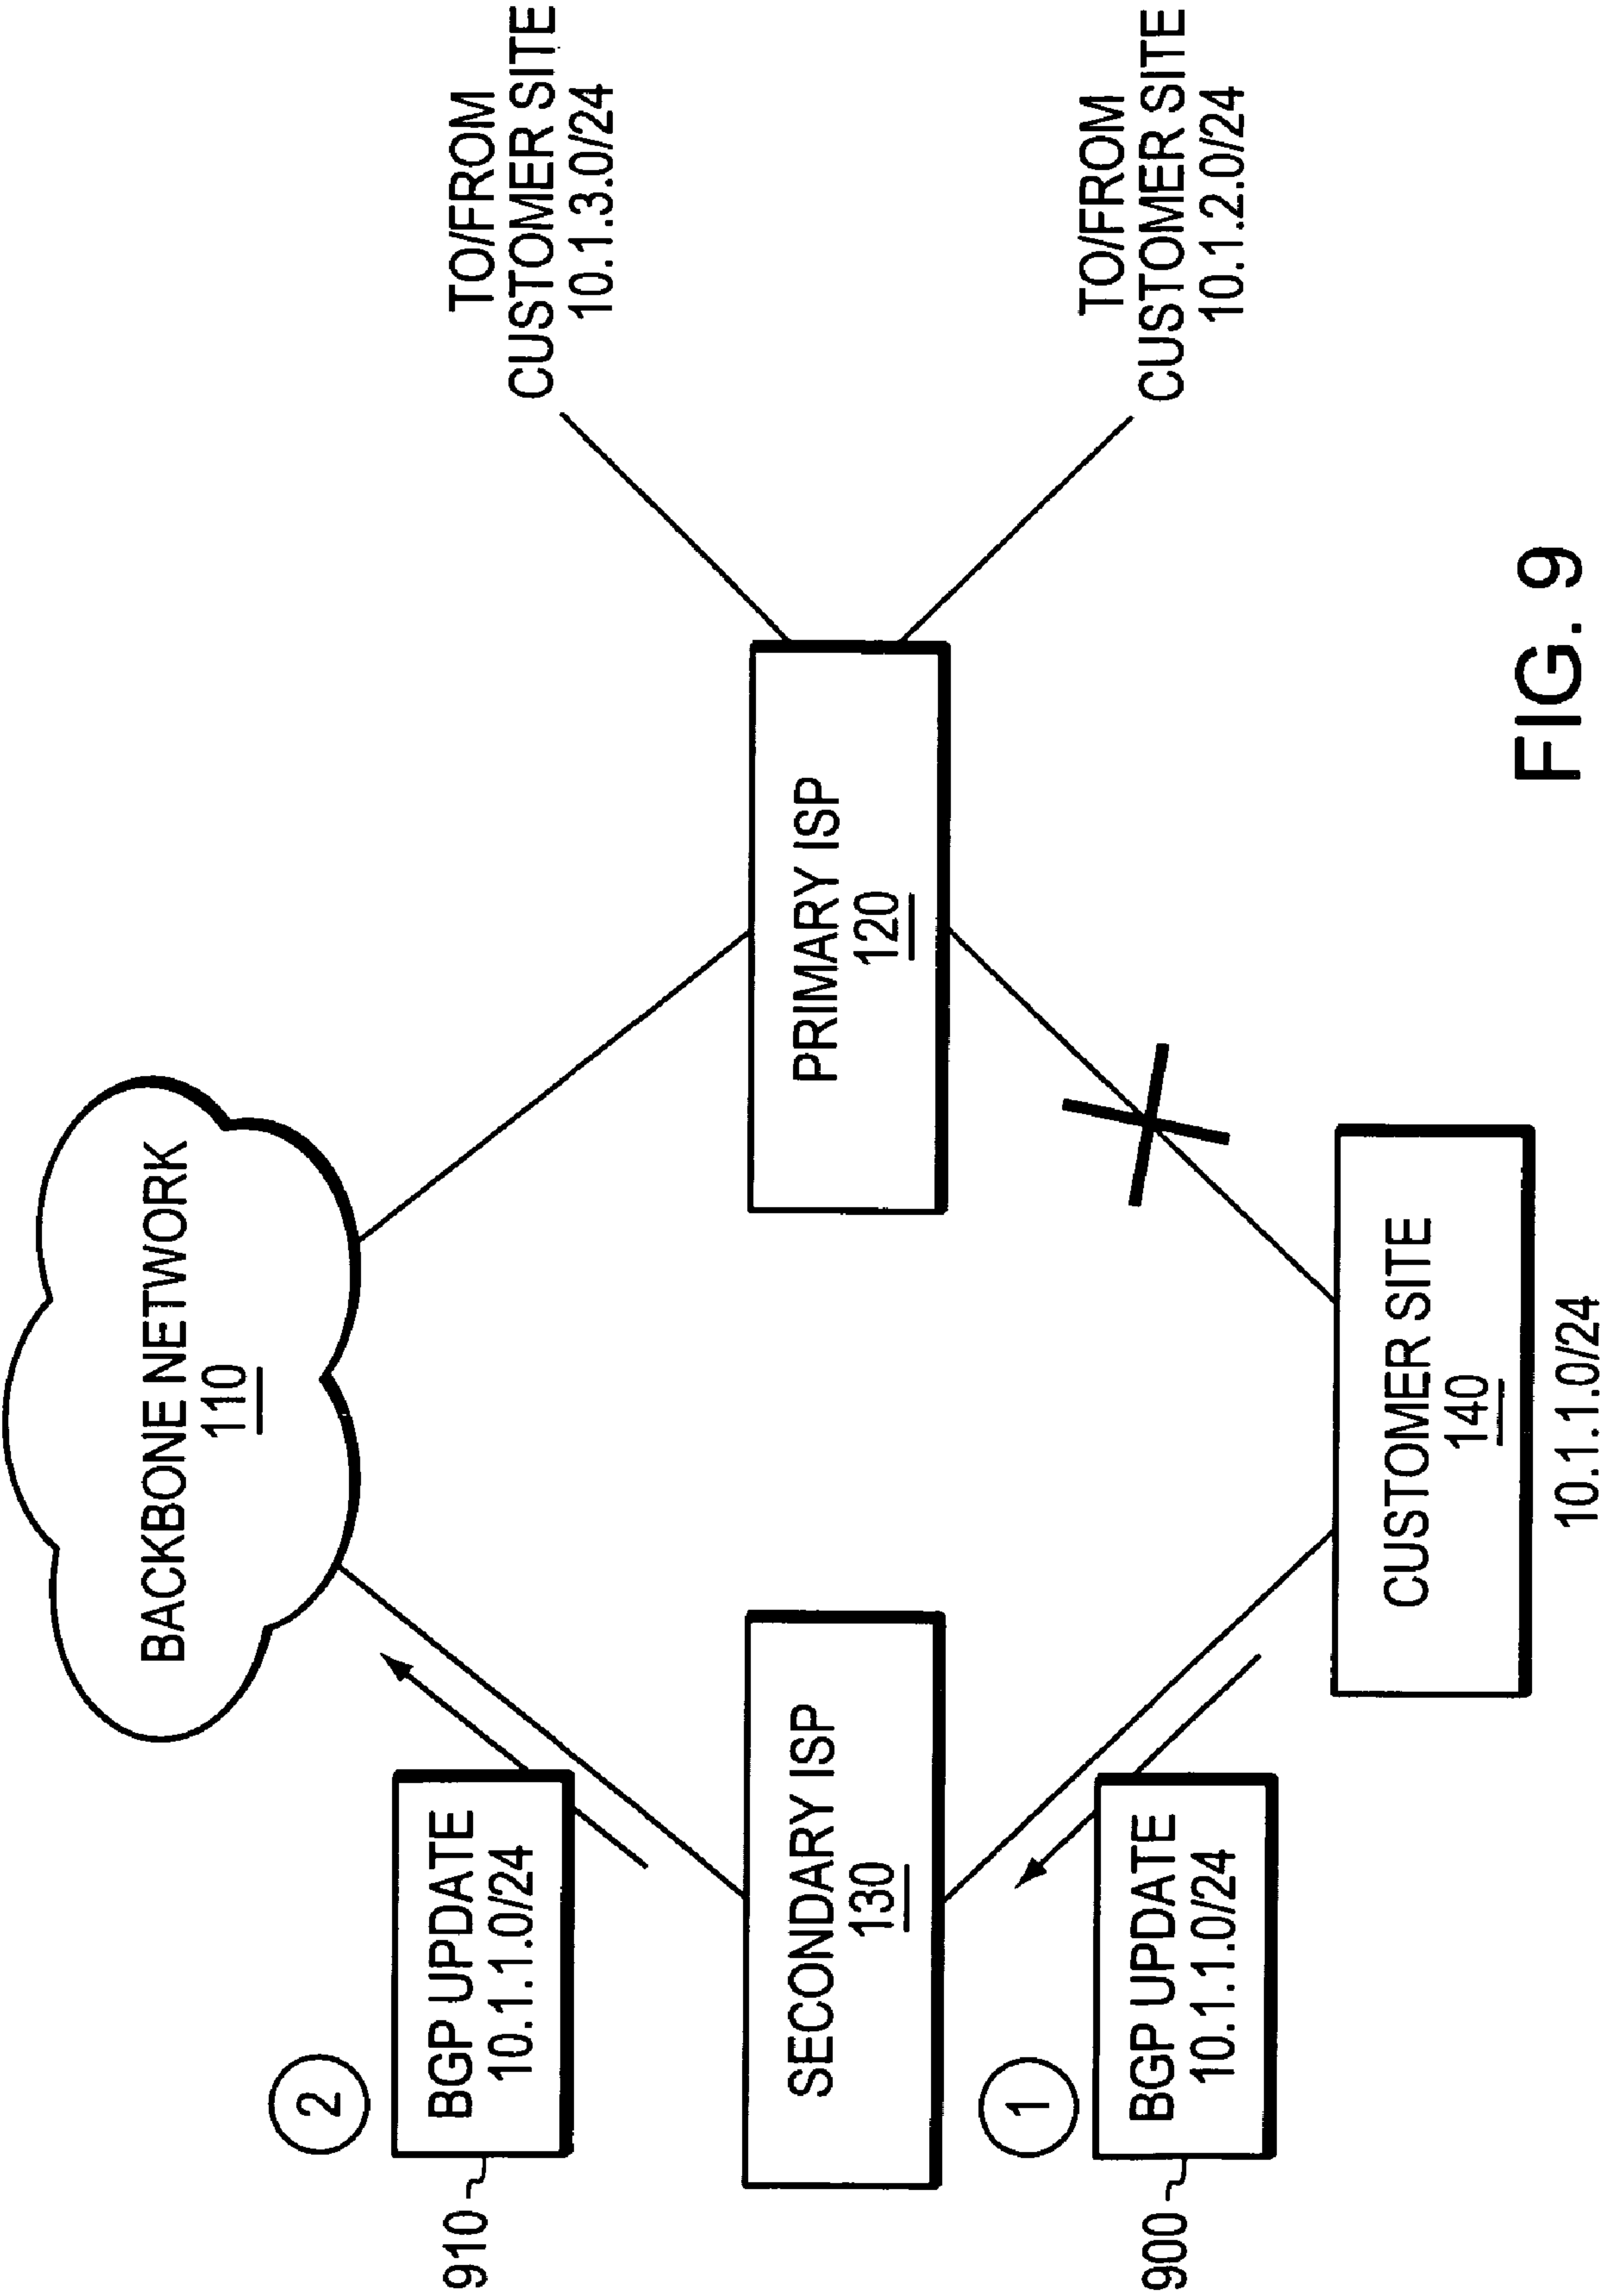 BACKBONE NETWORK
110
2
910
BGP UPDATE
10.1.1.0/24
TO/FROM
CUSTOMER SITE
10.1.3.0/24
SECONDARY ISP
130
PRIMARY ISP
120
1
900
BGP UPDATE
10.1.1.0/24
TO/FROM
CUSTOMER SITE
10.1.2.0/24
CUSTOMER SITE
140
10.1.1.0/24
FIG. 9